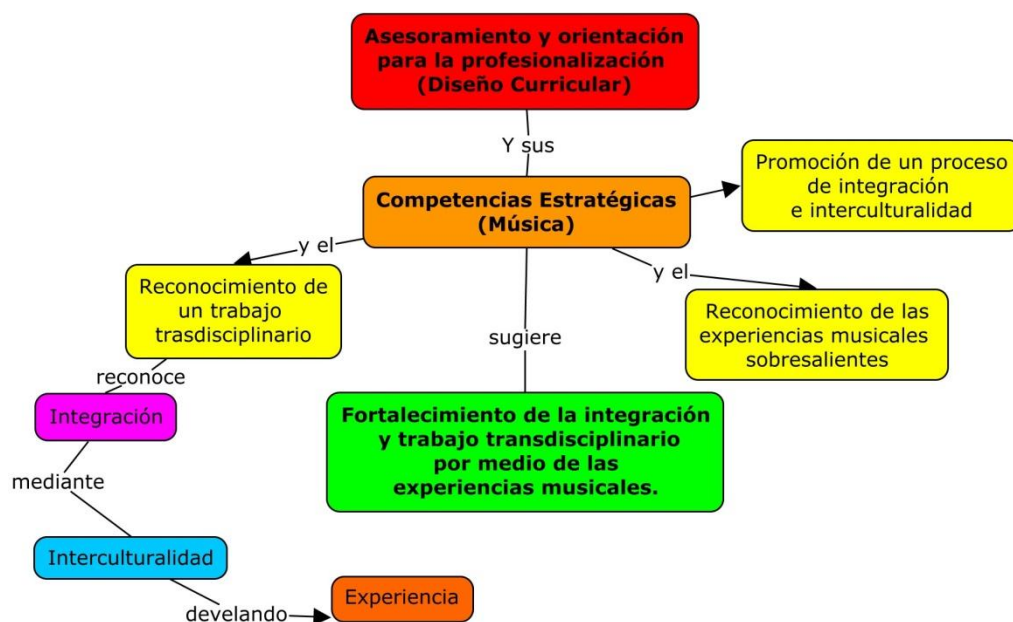 Asesoramiento y orientación
para la profesionalización
(Diseño Curricular)
Y sus
Promoción de un proceso
de integración
e interculturalidad
Competencias Estratégicas
(Música)
y el
y el
Reconocimiento de
un trabajo
trasdisciplinario
Reconocimiento de las
experiencias musicales
sobresalientes
sugiere
reconoce
Integración
Fortalecimiento de la integración
y trabajo transdisciplinario
por medio de las
experiencias musicales.
mediante
Interculturalidad
develando
Experiencia